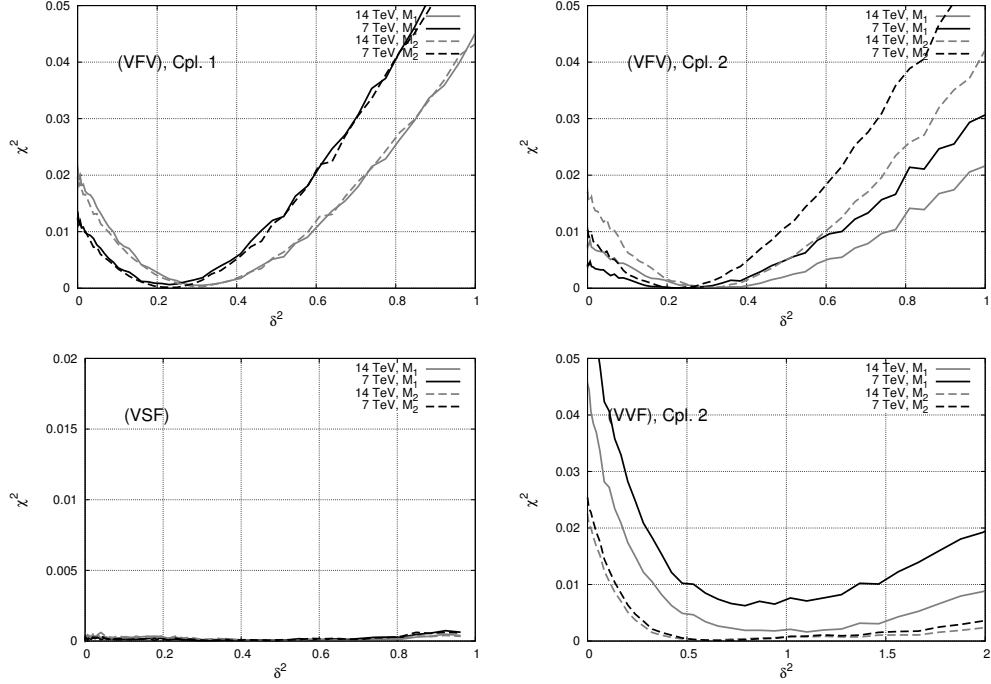 0.05
0.04
0.03
0.02
0.01
0
χ²
0 0.2 0.4 0.6 0.8 1
δ²
(VFV), Cpl. 1
14 TeV, M₁
7 TeV, M₁
14 TeV, M₂
7 TeV, M₂
0.05
0.04
0.03
0.02
0.01
0
χ²
0 0.2 0.4 0.6 0.8 1
δ²
(VFV), Cpl. 2
14 TeV, M₁
7 TeV, M₁
14 TeV, M₂
7 TeV, M₂
0.02
0.015
0.01
0.005
0
χ²
0 0.2 0.4 0.6 0.8 1
δ²
(VSF)
14 TeV, M₁
7 TeV, M₁
14 TeV, M₂
7 TeV, M₂
0.05
0.04
0.03
0.02
0.01
0
χ²
0 0.5 1 1.5 2
δ²
(VVF), Cpl. 2
14 TeV, M₁
7 TeV, M₁
14 TeV, M₂
7 TeV, M₂